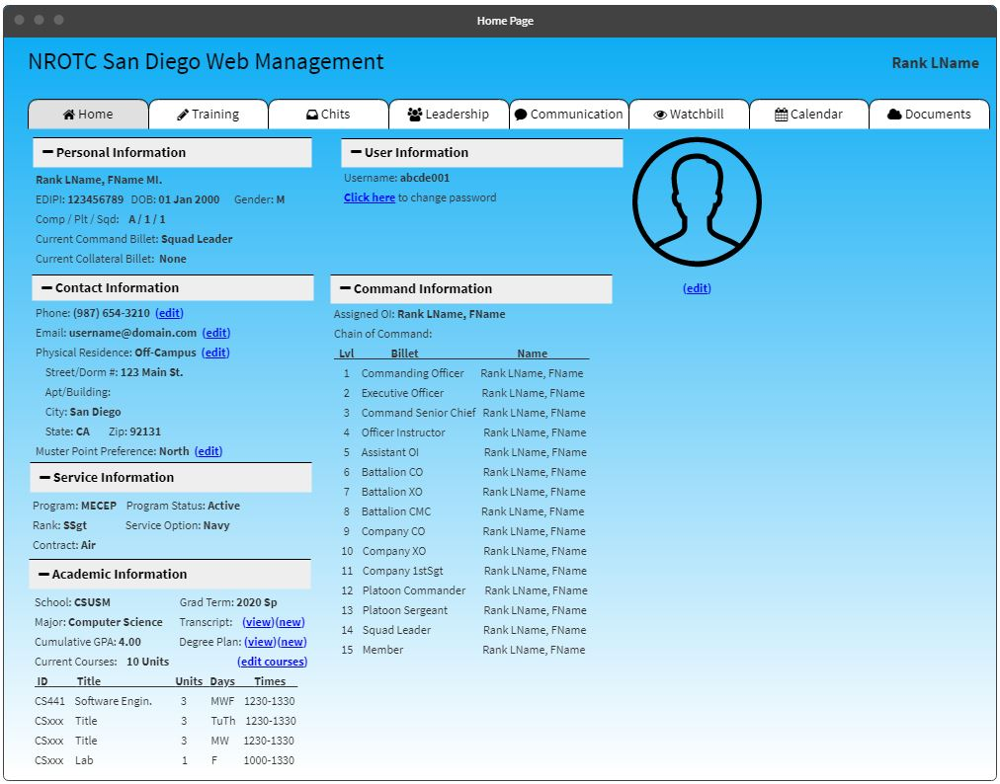 Home Page
NROTC San Diego Web Management
Rank LName
Home Training Chits Leadership Communication Watchbill Calendar Documents
Personal Information
Rank LName, FName MI.
EDIPI: 123456789 DOB: 01 Jan 2000 Gender: M
Comp / Plt / Sqd: A / 1 / 1
Current Command Billet: Squad Leader
Current Collateral Billet: None
User Information
Username: abcde001
Click here to change password
(edit)
Contact Information
Phone: (987) 654-3210 (edit)
Email: username@domain.com (edit)
Physical Residence: Off-Campus (edit)
Street/Dorm #: 123 Main St.
Apt/Building:
City: San Diego
State: CA Zip: 92131
Muster Point Preference: North (edit)
Service Information
Program: MECEP Program Status: Active
Rank: SSgt Service Option: Navy
Contract: Air
Academic Information
School: CSUSM Grad Term: 2020 Sp
Major: Computer Science Transcript: (view)(new)
Cumulative GPA: 4.00 Degree Plan: (view)(new)
Current Courses: 10 Units (edit courses)
ID Title Units Days Times
CS441 Software Engin. 3 MWF 1230-1330
CSxxx Title 3 TuTh 1230-1330
CSxxx Title 3 MW 1230-1330
CSxxx Lab 1 F 1000-1330
Command Information
Assigned OI: Rank LName, FName
Chain of Command:
Lvl Billet Name
1 Commanding Officer Rank LName, FName
2 Executive Officer Rank LName, FName
3 Command Senior Chief Rank LName, FName
4 Officer Instructor Rank LName, FName
5 Assistant OI Rank LName, FName
6 Battalion CO Rank LName, FName
7 Battalion XO Rank LName, FName
8 Battalion CMC Rank LName, FName
9 Company CO Rank LName, FName
10 Company XO Rank LName, FName
11 Company 1stSgt Rank LName, FName
12 Platoon Commander Rank LName, FName
13 Platoon Sergeant Rank LName, FName
14 Squad Leader Rank LName, FName
15 Member Rank LName, FName